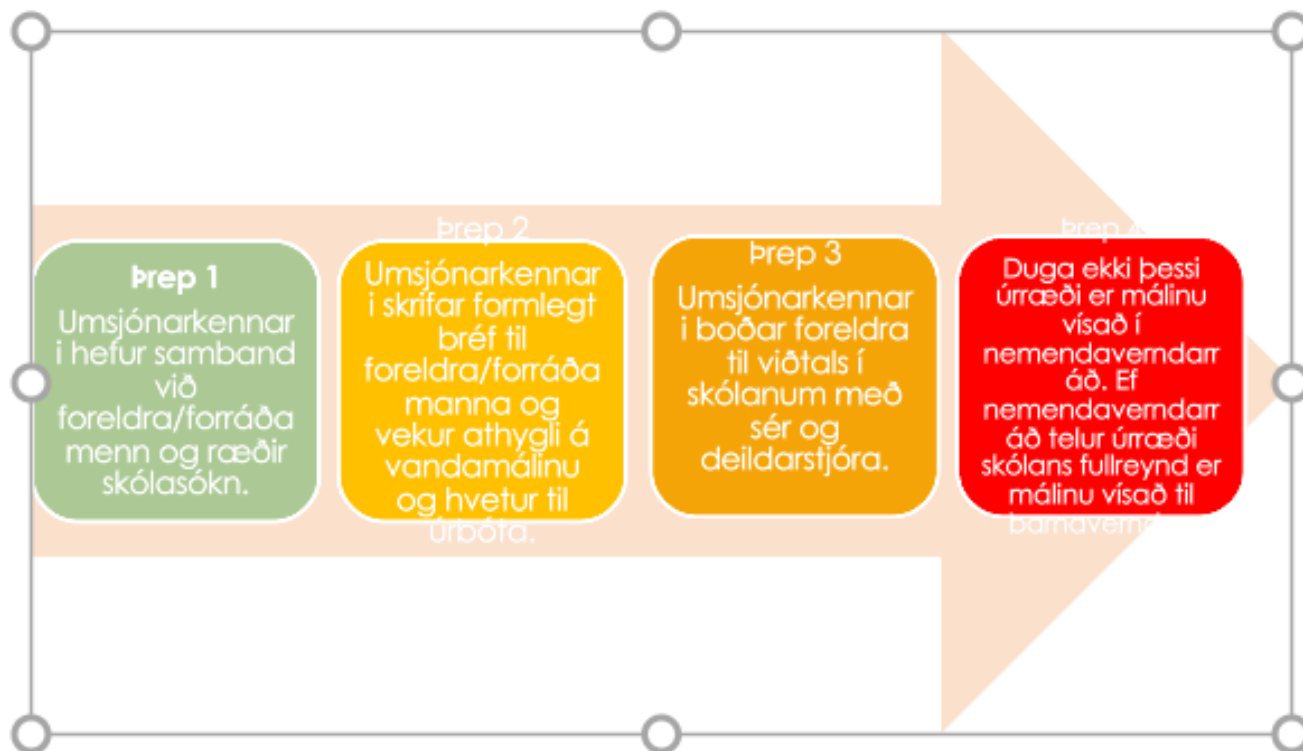 Þrep 1
Umsjónarkennar
i hefur samband
við
foreldra/forráða
menn og ræðir
skólasókn.
Þrep 2
Umsjónarkennar
i skrifar formlegt
bréf til
foreldra/forráða
manna og
vekur athygli á
vandamálinu
og hvetur til
úrbóta.
Þrep 3
Umsjónarkennar
i boðar foreldra
til viðtals í
skólanum með
sér og
deildarstjóra.
Þrep 4
Duga ekki þessi
úrræði er málinu
vísað í
nemendaverndarr
áð. Ef
nemendaverndarr
áð telur úrræði
skólans fullreynd er
málinu vísað til